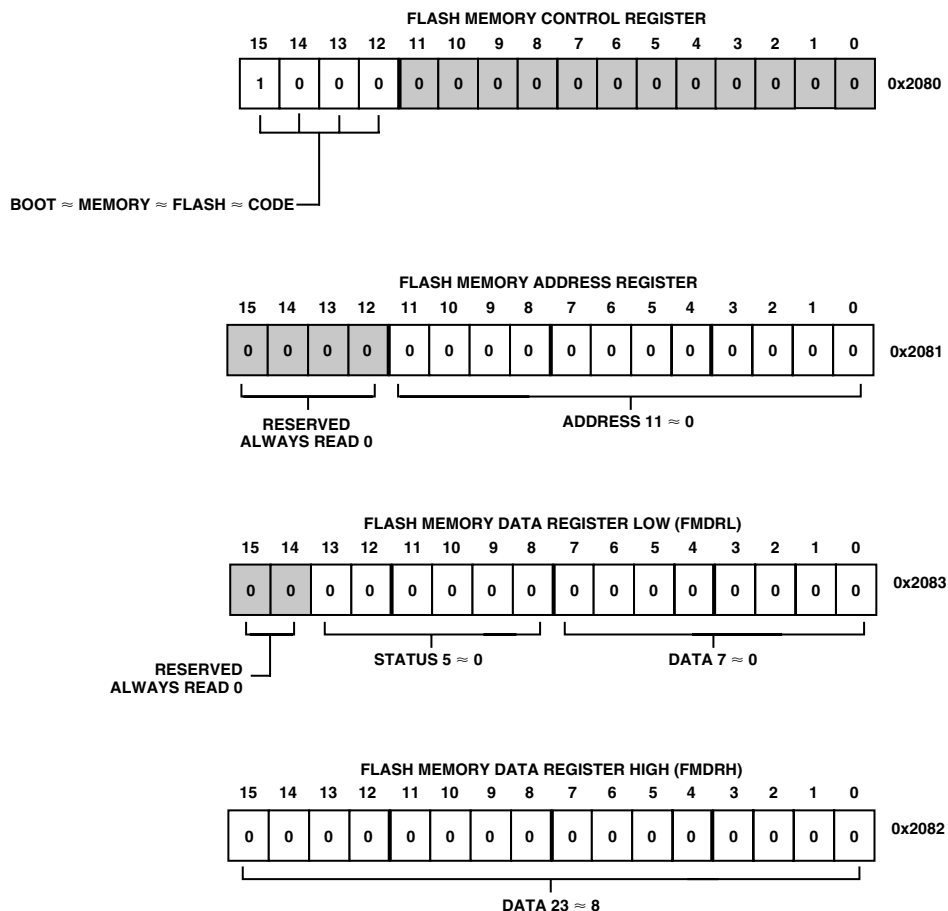 FLASH MEMORY CONTROL REGISTER
15 14 13 12 11 10 9 8 7 6 5 4 3 2 1 0
1 0 0 0 0 0 0 0 0 0 0 0 0 0 0 0 0x2080
BOOT ≈ MEMORY ≈ FLASH ≈ CODE
FLASH MEMORY ADDRESS REGISTER
15 14 13 12 11 10 9 8 7 6 5 4 3 2 1 0
0 0 0 0 0 0 0 0 0 0 0 0 0 0 0 0 0x2081
RESERVED
ALWAYS READ 0
ADDRESS 11 ≈ 0
FLASH MEMORY DATA REGISTER LOW (FMDRL)
15 14 13 12 11 10 9 8 7 6 5 4 3 2 1 0
0 0 0 0 0 0 0 0 0 0 0 0 0 0 0 0 0x2083
RESERVED
ALWAYS READ 0
STATUS 5 ≈ 0
DATA 7 ≈ 0
FLASH MEMORY DATA REGISTER HIGH (FMDRH)
15 14 13 12 11 10 9 8 7 6 5 4 3 2 1 0
0 0 0 0 0 0 0 0 0 0 0 0 0 0 0 0 0x2082
DATA 23 ≈ 8